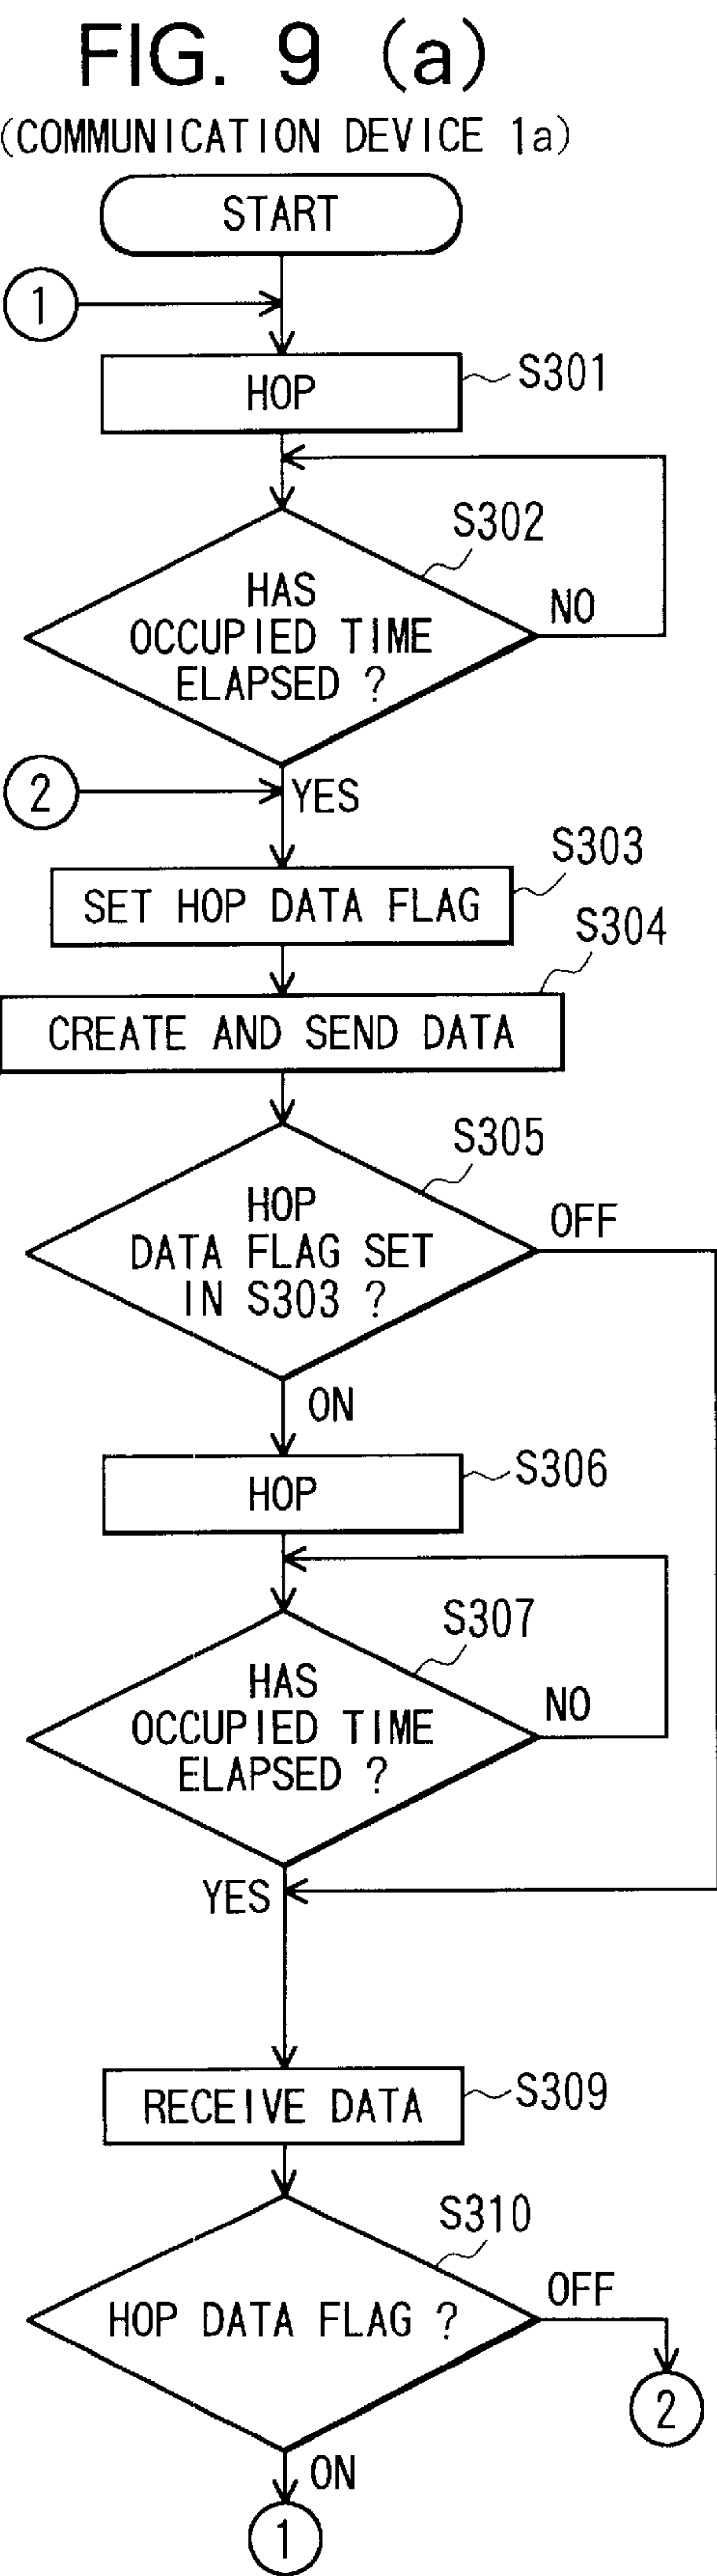 FIG. 9 (a)
(COMMUNICATION DEVICE 1a)
START
1
HOP
S301
S302
HAS
OCCUPIED TIME
ELAPSED ?
NO
2
YES
S303
SET HOP DATA FLAG
S304
CREATE AND SEND DATA
S305
HOP
DATA FLAG SET
IN S303 ?
OFF
ON
HOP
S306
S307
HAS
OCCUPIED TIME
ELAPSED ?
NO
YES
RECEIVE DATA
S309
S310
HOP DATA FLAG ?
OFF
2
ON
1